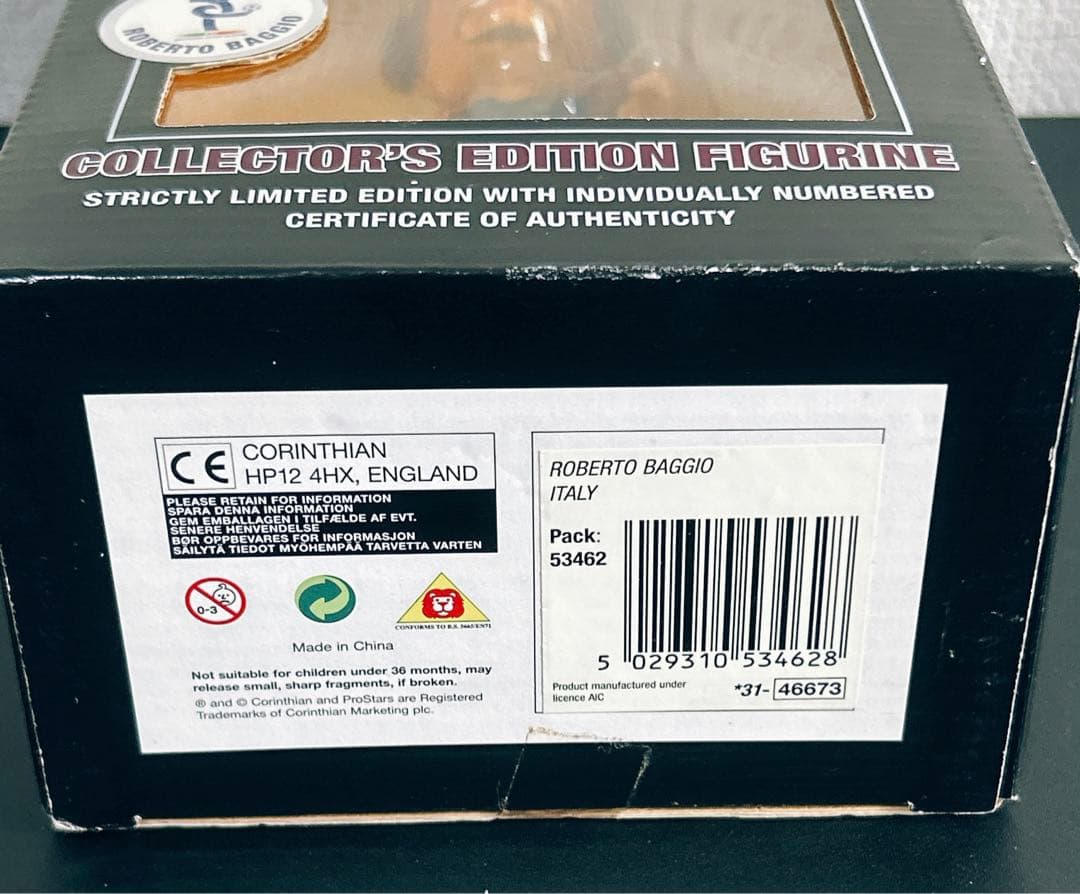 ROBERTO BAGGIO
COLLECTOR'S EDITION FIGURINE
STRICTLY LIMITED EDITION WITH INDIVIDUALLY NUMBERED
CERTIFICATE OF AUTHENTICITY
CE CORINTHIAN
HP12 4HX, ENGLAND
PLEASE RETAIN FOR INFORMATION
SPARA DENNA INFORMATION
GEM EMBALLAGEN I TILFÆLDE AF EVT.
SENERE HENVENDELSE
BØR OPPBEVARES FOR INFORMASJON
SÄILYTÄ TIEDOT MYÖHEMPÄÄ TARVETTA VARTEN
0-3
CONFORMS TO B.S. 5665/EN71
Made in China
Not suitable for children under 36 months, may
release small, sharp fragments, if broken.
® and © Corinthian and ProStars are Registered
Trademarks of Corinthian Marketing plc.
ROBERTO BAGGIO
ITALY
Pack:
53462
5 029310 534628
Product manufactured under
licence AIC
*31- 46673